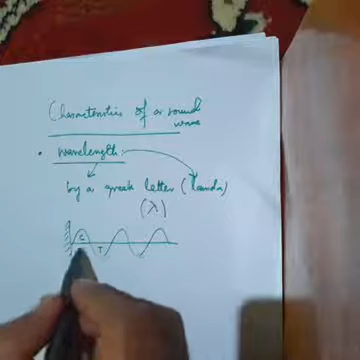 Characteristics of a sound
wave
• wavelength
by a greek letter (lamda)
(λ)
C
T